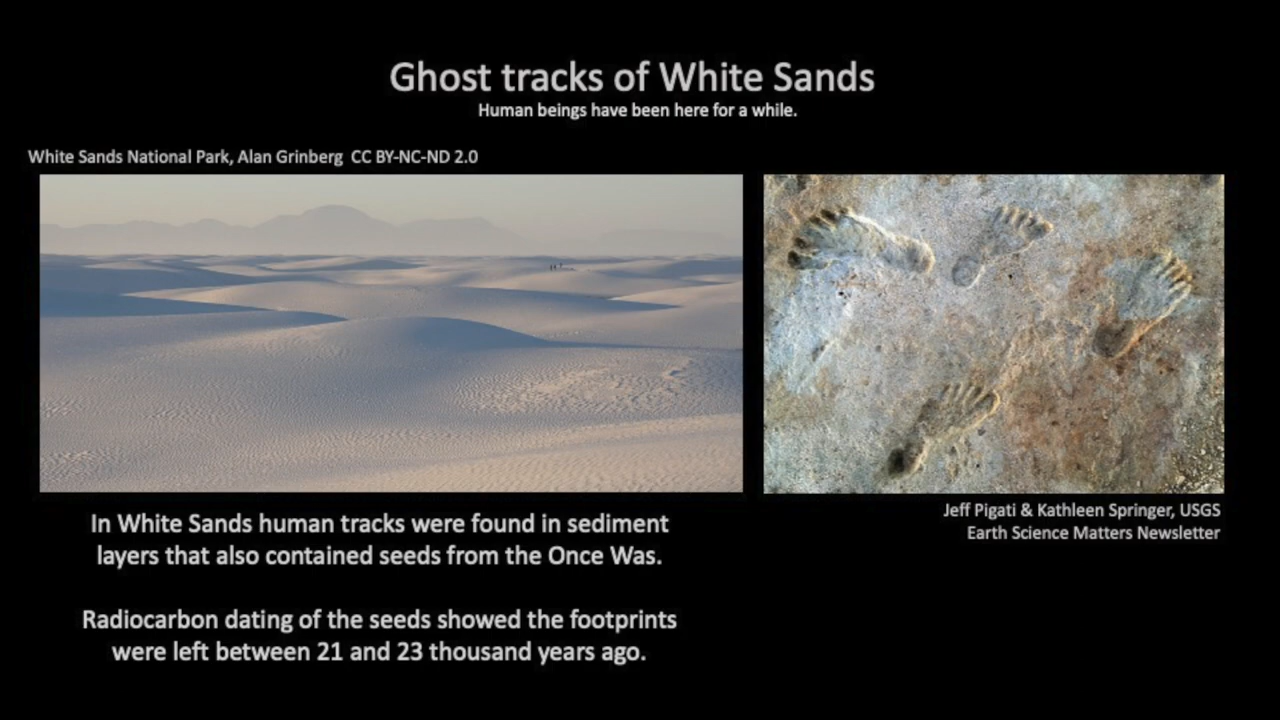 Ghost tracks of White Sands
Human beings have been here for a while.
White Sands National Park, Alan Grinberg CC BY-NC-ND 2.0
In White Sands human tracks were found in sediment
layers that also contained seeds from the Once Was.
Radiocarbon dating of the seeds showed the footprints
were left between 21 and 23 thousand years ago.
Jeff Pigati & Kathleen Springer, USGS
Earth Science Matters Newsletter